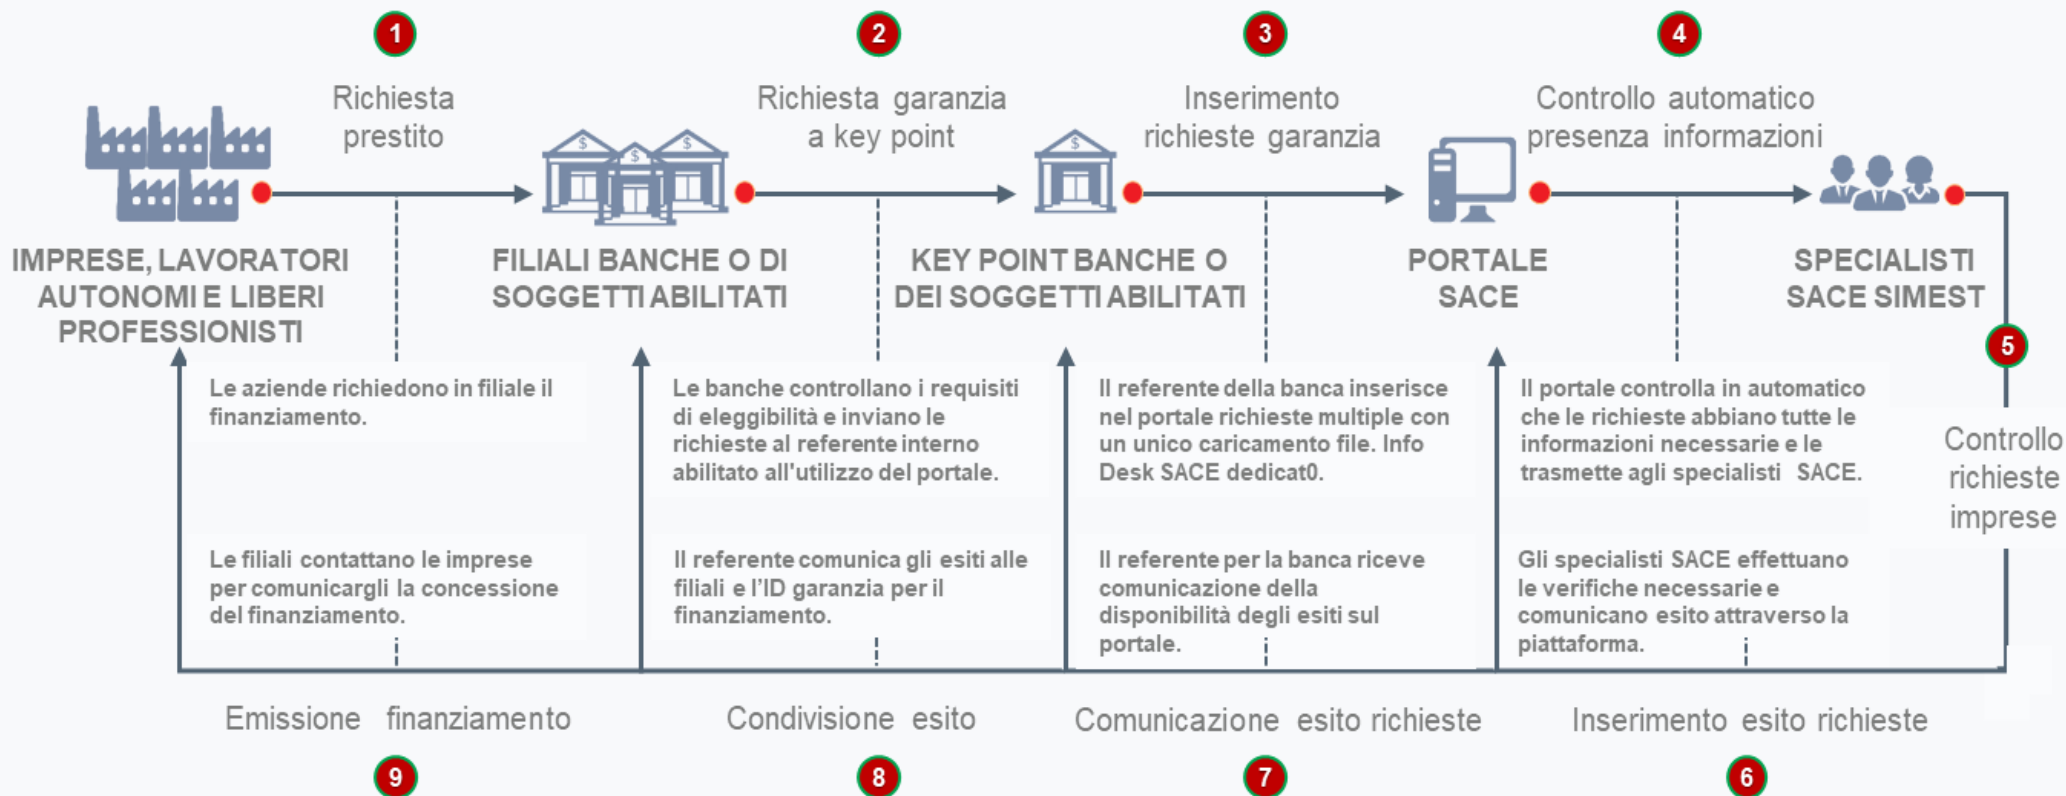 1
2
3
4
Richiesta
prestito
Richiesta garanzia
a key point
Inserimento
richieste garanzia
Controllo automatico
presenza informazioni
$
$
$
$
IMPRESE, LAVORATORI
AUTONOMI E LIBERI
PROFESSIONISTI
FILIALI BANCHE O DI
SOGGETTI ABILITATI
KEY POINT BANCHE O
DEI SOGGETTI ABILITATI
PORTALE
SACE
SPECIALISTI
SACE SIMEST
5
Controllo
richieste
imprese
Le aziende richiedono in filiale il
finanziamento.
Le banche controllano i requisiti
di eleggibilità e inviano le
richieste al referente interno
abilitato all'utilizzo del portale.
Il referente della banca inserisce
nel portale richieste multiple con
un unico caricamento file. Info
Desk SACE dedicat0.
Il portale controlla in automatico
che le richieste abbiano tutte le
informazioni necessarie e le
trasmette agli specialisti SACE.
Le filiali contattano le imprese
per comunicargli la concessione
del finanziamento.
Il referente comunica gli esiti alle
filiali e l’ID garanzia per il
finanziamento.
Il referente per la banca riceve
comunicazione della
disponibilità degli esiti sul
portale.
Gli specialisti SACE effettuano
le verifiche necessarie e
comunicano esito attraverso la
piattaforma.
Emissione finanziamento
Condivisione esito
Comunicazione esito richieste
Inserimento esito richieste
9
8
7
6